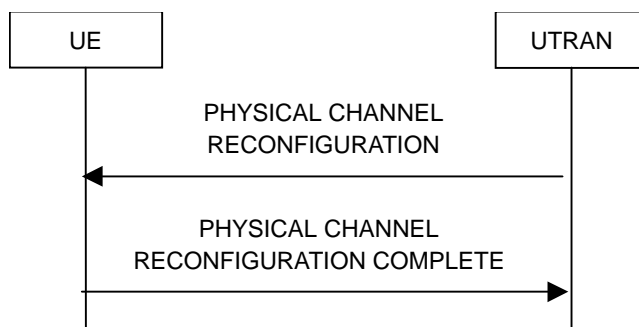 UE
UTRAN
PHYSICAL CHANNEL
RECONFIGURATION
PHYSICAL CHANNEL
RECONFIGURATION COMPLETE